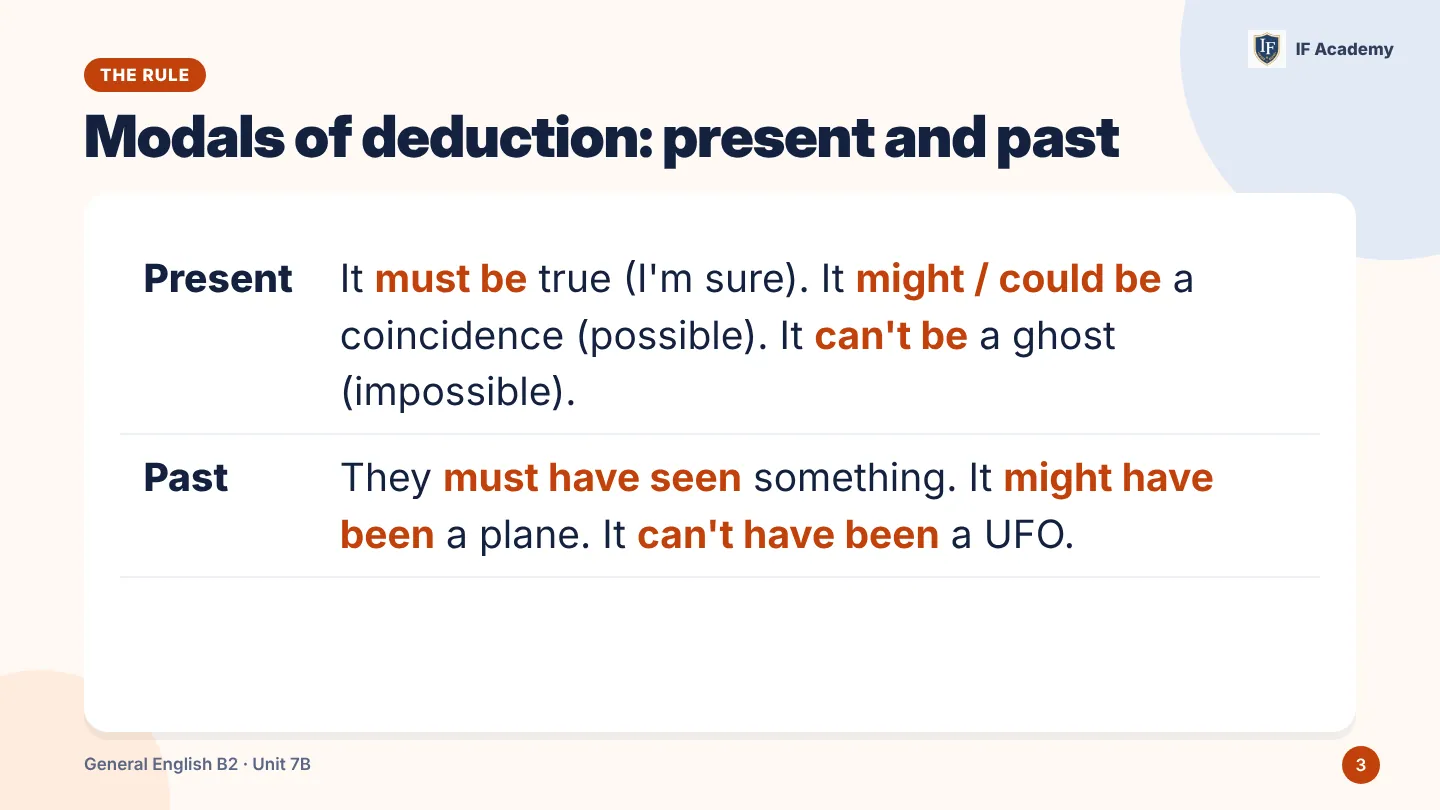 IF
IF Academy
THE RULE
Modals of deduction: present and past
Present
It must be true (I'm sure). It might / could be a
coincidence (possible). It can't be a ghost
(impossible).
Past
They must have seen something. It might have
been a plane. It can't have been a UFO.
General English B2 · Unit 7B
3